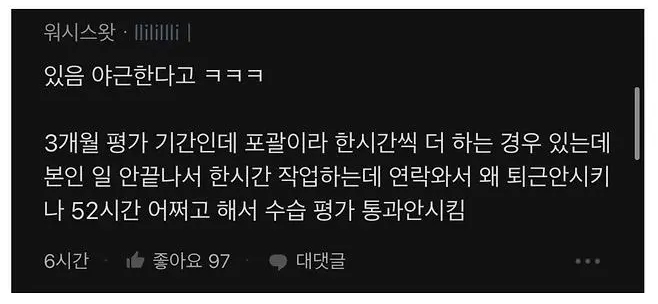 워시스왓 · llilillli |
있음 야근한다고 ㅋㅋㅋ
3개월 평가 기간인데 포괄이라 한시간씩 더 하는 경우 있는데
본인 일 안끝나서 한시간 작업하는데 연락와서 왜 퇴근안시키
나 52시간 어쩌고 해서 수습 평가 통과안시킴
6시간 · 좋아요 97 · 대댓글